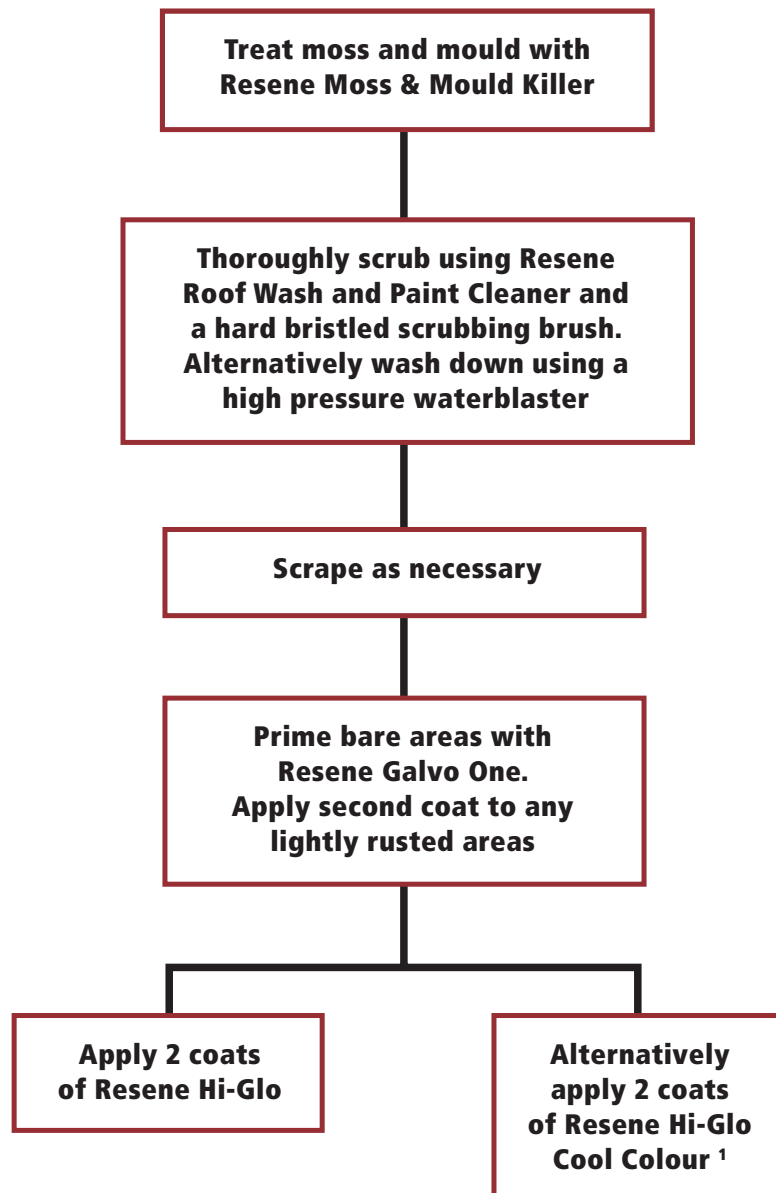 Treat moss and mould with
Resene Moss & Mould Killer
Thoroughly scrub using Resene
Roof Wash and Paint Cleaner and
a hard bristled scrubbing brush.
Alternatively wash down using a
high pressure waterblaster
Scrape as necessary
Prime bare areas with
Resene Galvo One.
Apply second coat to any
lightly rusted areas
Apply 2 coats
of Resene Hi-Glo
Alternatively
apply 2 coats
of Resene Hi-Glo
Cool Colour ¹